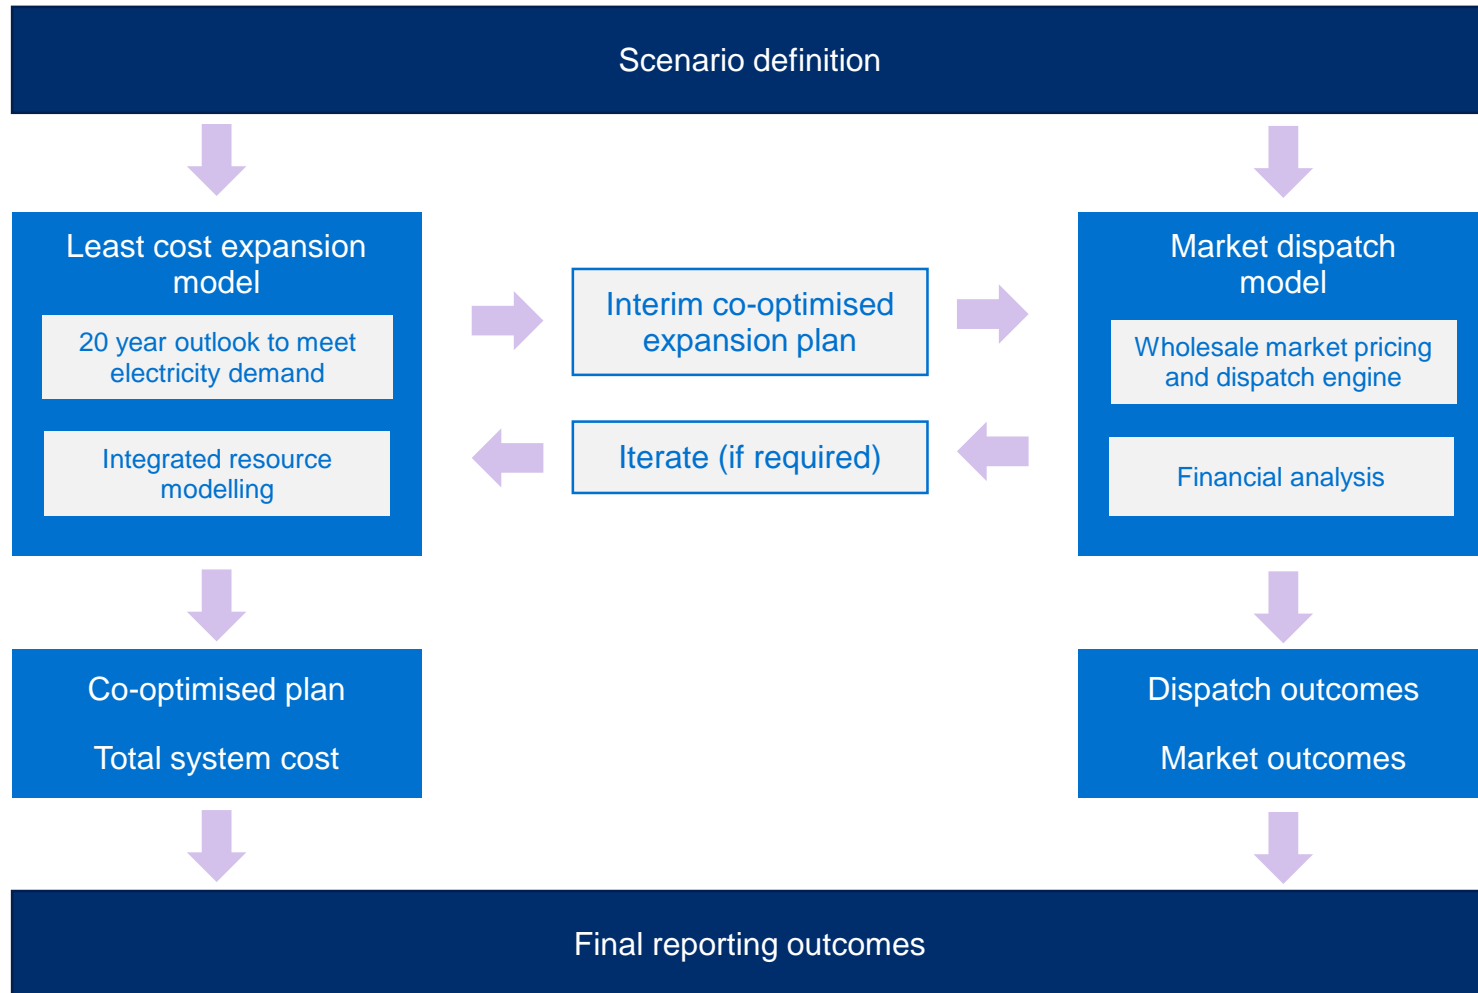 Scenario definition
Least cost expansion
model
20 year outlook to meet
electricity demand
Integrated resource
modelling
Interim co-optimised
expansion plan
Iterate (if required)
Market dispatch
model
Wholesale market pricing
and dispatch engine
Financial analysis
Co-optimised plan
Total system cost
Dispatch outcomes
Market outcomes
Final reporting outcomes